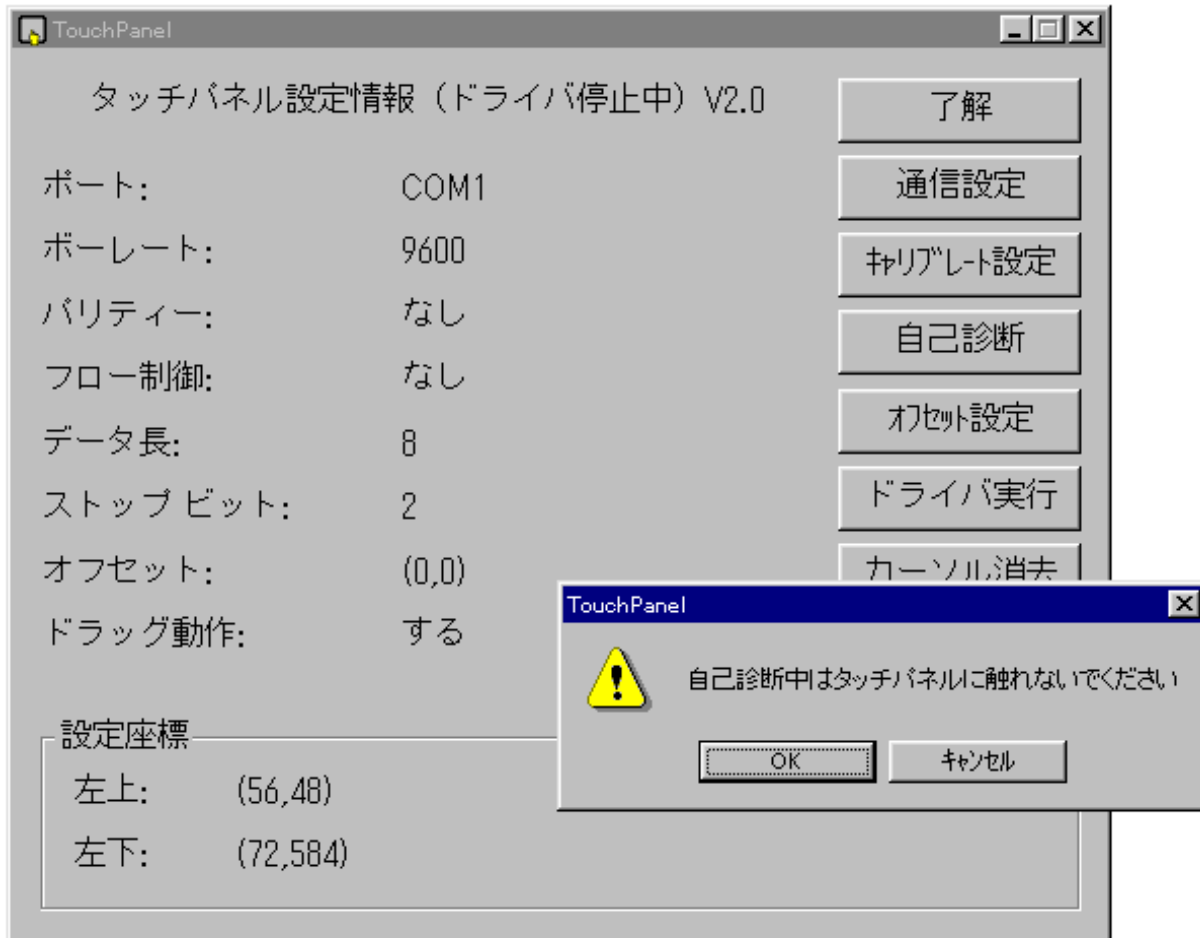 TouchPanel
タッチパネル設定情報（ドライバ停止中）V2.0
ポート: COM1
ボーレート: 9600
パリティー: なし
フロー制御: なし
データ長: 8
ストップ ビット: 2
オフセット: (0,0)
ドラッグ動作: する
設定座標
左上: (56,48)
左下: (72,584)
了解
通信設定
ｷｬﾘﾌﾞﾚｰﾄ設定
自己診断
ｵﾌｾｯﾄ設定
ドライバ実行
カーソル消去
TouchPanel
自己診断中はタッチパネルに触れないでください
OK
ｷｬﾝｾﾙ